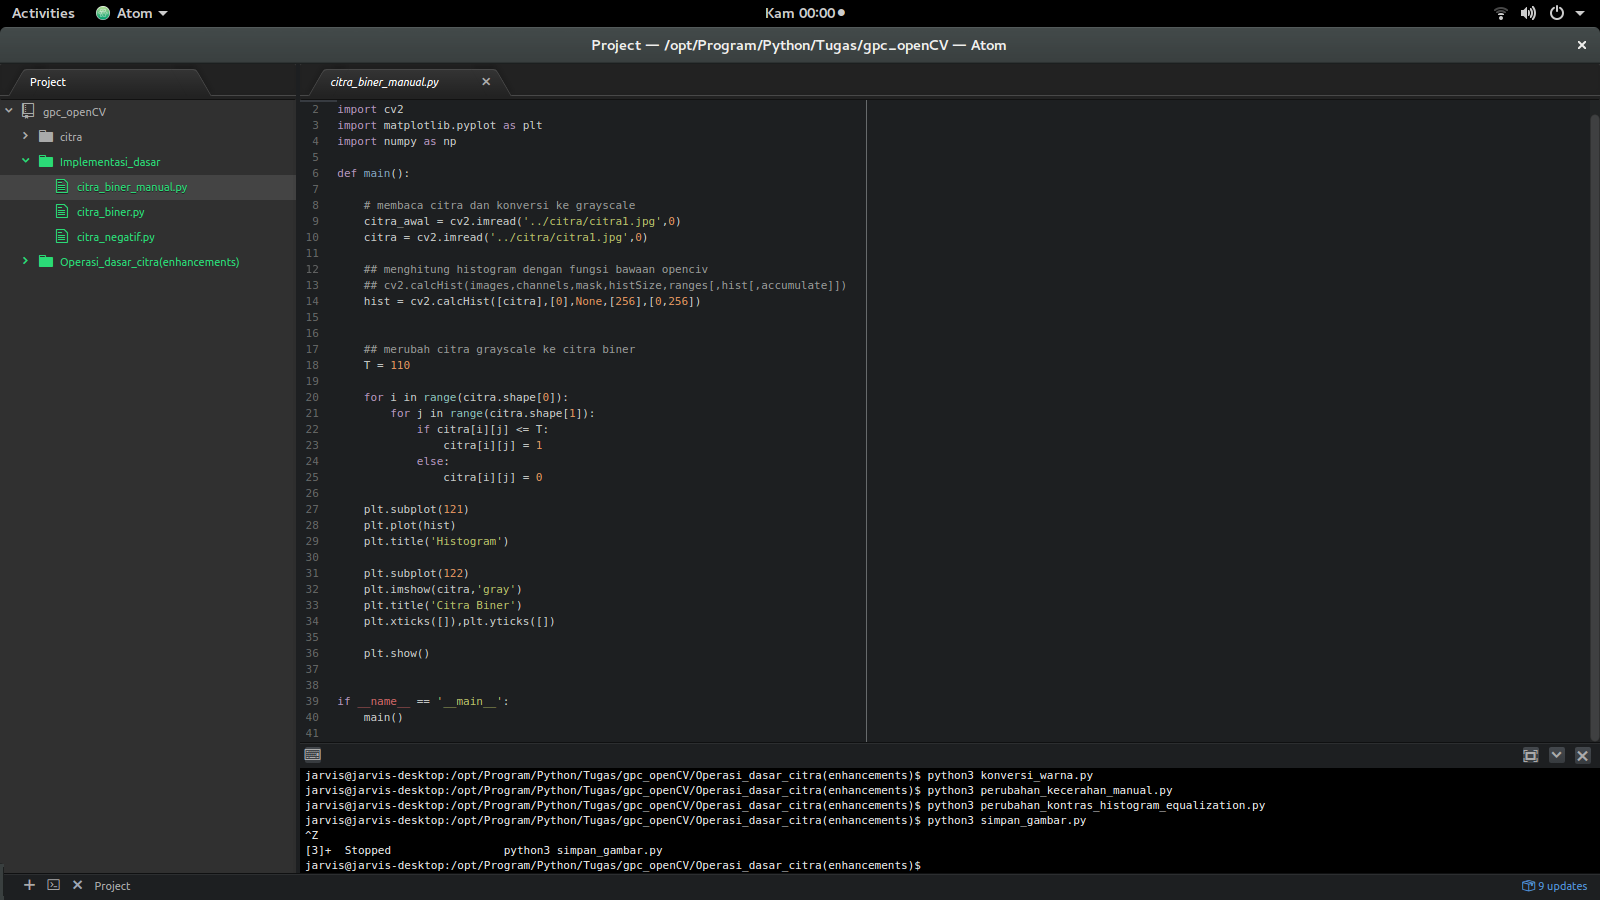 Activities Atom Kam 00:00
Project — /opt/Program/Python/Tugas/gpc_openCV — Atom
Project
citra_biner_manual.py
gpc_openCV
citra
Implementasi_dasar
citra_biner_manual.py
citra_biner.py
citra_negatif.py
Operasi_dasar_citra(enhancements)
2 import cv2
3 import matplotlib.pyplot as plt
4 import numpy as np
5
6 def main():
7
8 # membaca citra dan konversi ke grayscale
9 citra_awal = cv2.imread('../citra/citra1.jpg',0)
10 citra = cv2.imread('../citra/citra1.jpg',0)
11
12 ## menghitung histogram dengan fungsi bawaan openciv
13 ## cv2.calcHist(images,channels,mask,histSize,ranges[,hist[,accumulate]])
14 hist = cv2.calcHist([citra],[0],None,[256],[0,256])
15
16
17 ## merubah citra grayscale ke citra biner
18 T = 110
19
20 for i in range(citra.shape[0]):
21 for j in range(citra.shape[1]):
22 if citra[i][j] <= T:
23 citra[i][j] = 1
24 else:
25 citra[i][j] = 0
26
27 plt.subplot(121)
28 plt.plot(hist)
29 plt.title('Histogram')
30
31 plt.subplot(122)
32 plt.imshow(citra,'gray')
33 plt.title('Citra Biner')
34 plt.xticks([]),plt.yticks([])
35
36 plt.show()
37
38
39 if __name__ == '__main__':
40 main()
41
jarvis@jarvis-desktop:/opt/Program/Python/Tugas/gpc_openCV/Operasi_dasar_citra(enhancements)$ python3 konversi_warna.py
jarvis@jarvis-desktop:/opt/Program/Python/Tugas/gpc_openCV/Operasi_dasar_citra(enhancements)$ python3 perubahan_kecerahan_manual.py
jarvis@jarvis-desktop:/opt/Program/Python/Tugas/gpc_openCV/Operasi_dasar_citra(enhancements)$ python3 perubahan_kontras_histogram_equalization.py
jarvis@jarvis-desktop:/opt/Program/Python/Tugas/gpc_openCV/Operasi_dasar_citra(enhancements)$ python3 simpan_gambar.py
^Z
[3]+ Stopped python3 simpan_gambar.py
jarvis@jarvis-desktop:/opt/Program/Python/Tugas/gpc_openCV/Operasi_dasar_citra(enhancements)$
Project 9 updates